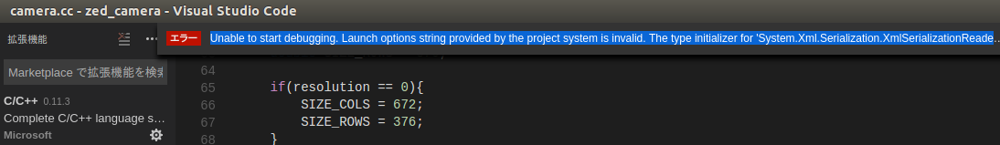 camera.cc - zed_camera - Visual Studio Code
拡張機能
エラー Unable to start debugging. Launch options string provided by the project system is invalid. The type initializer for 'System.Xml.Serialization.XmlSerializationReade...
Marketplace で拡張機能を検索
C/C++ 0.11.3
Complete C/C++ language s...
Microsoft
64
65 if(resolution == 0){
66 SIZE_COLS = 672;
67 SIZE_ROWS = 376;
68 }